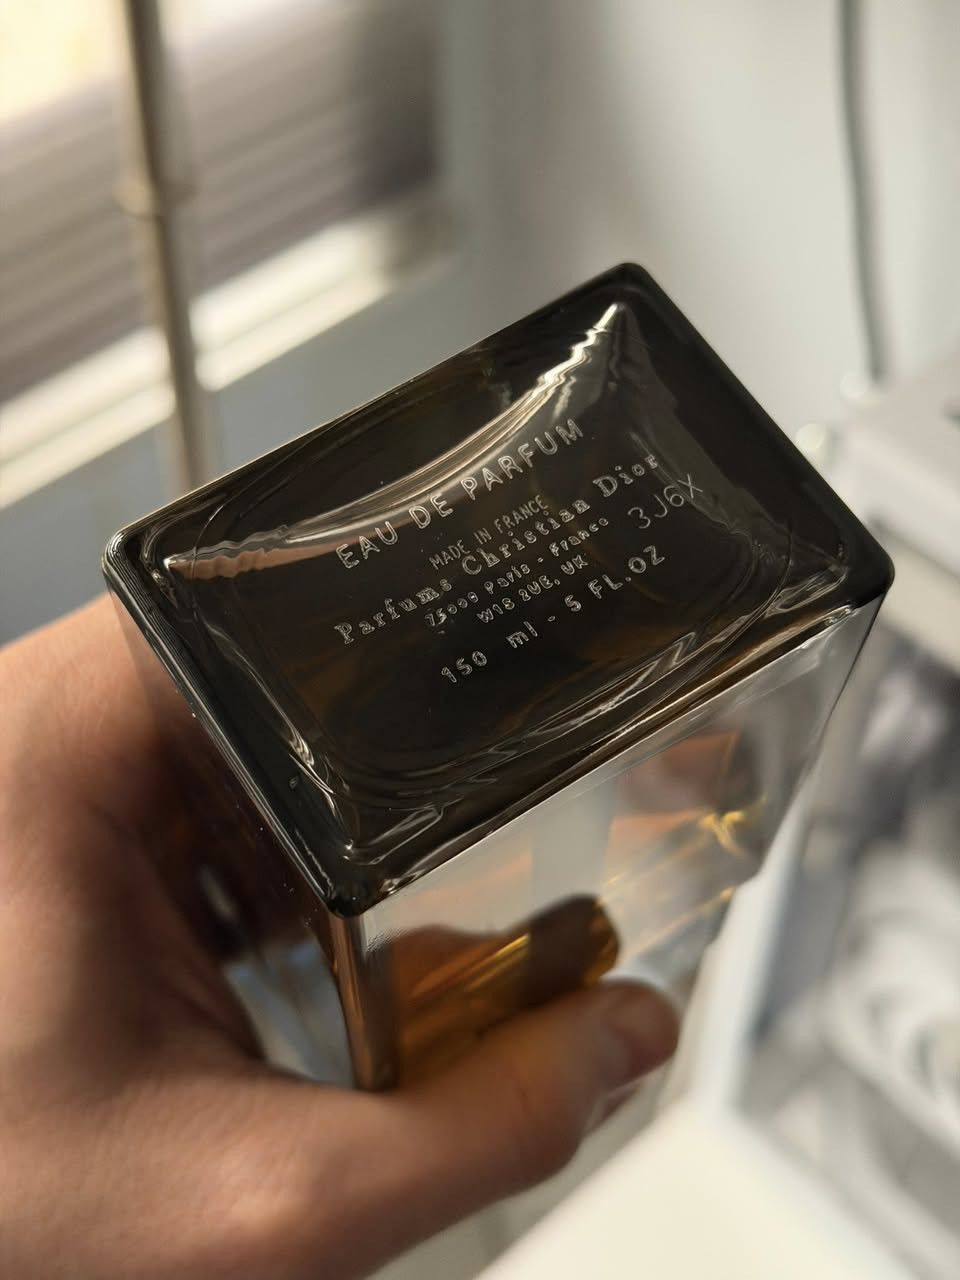 EAU DE PARFUM
MADE IN FRANCE
Parfums Christian Dior
75008 Paris - France
3J6X
W1S 2UE, UK
150 ml - 5 FL.OZ